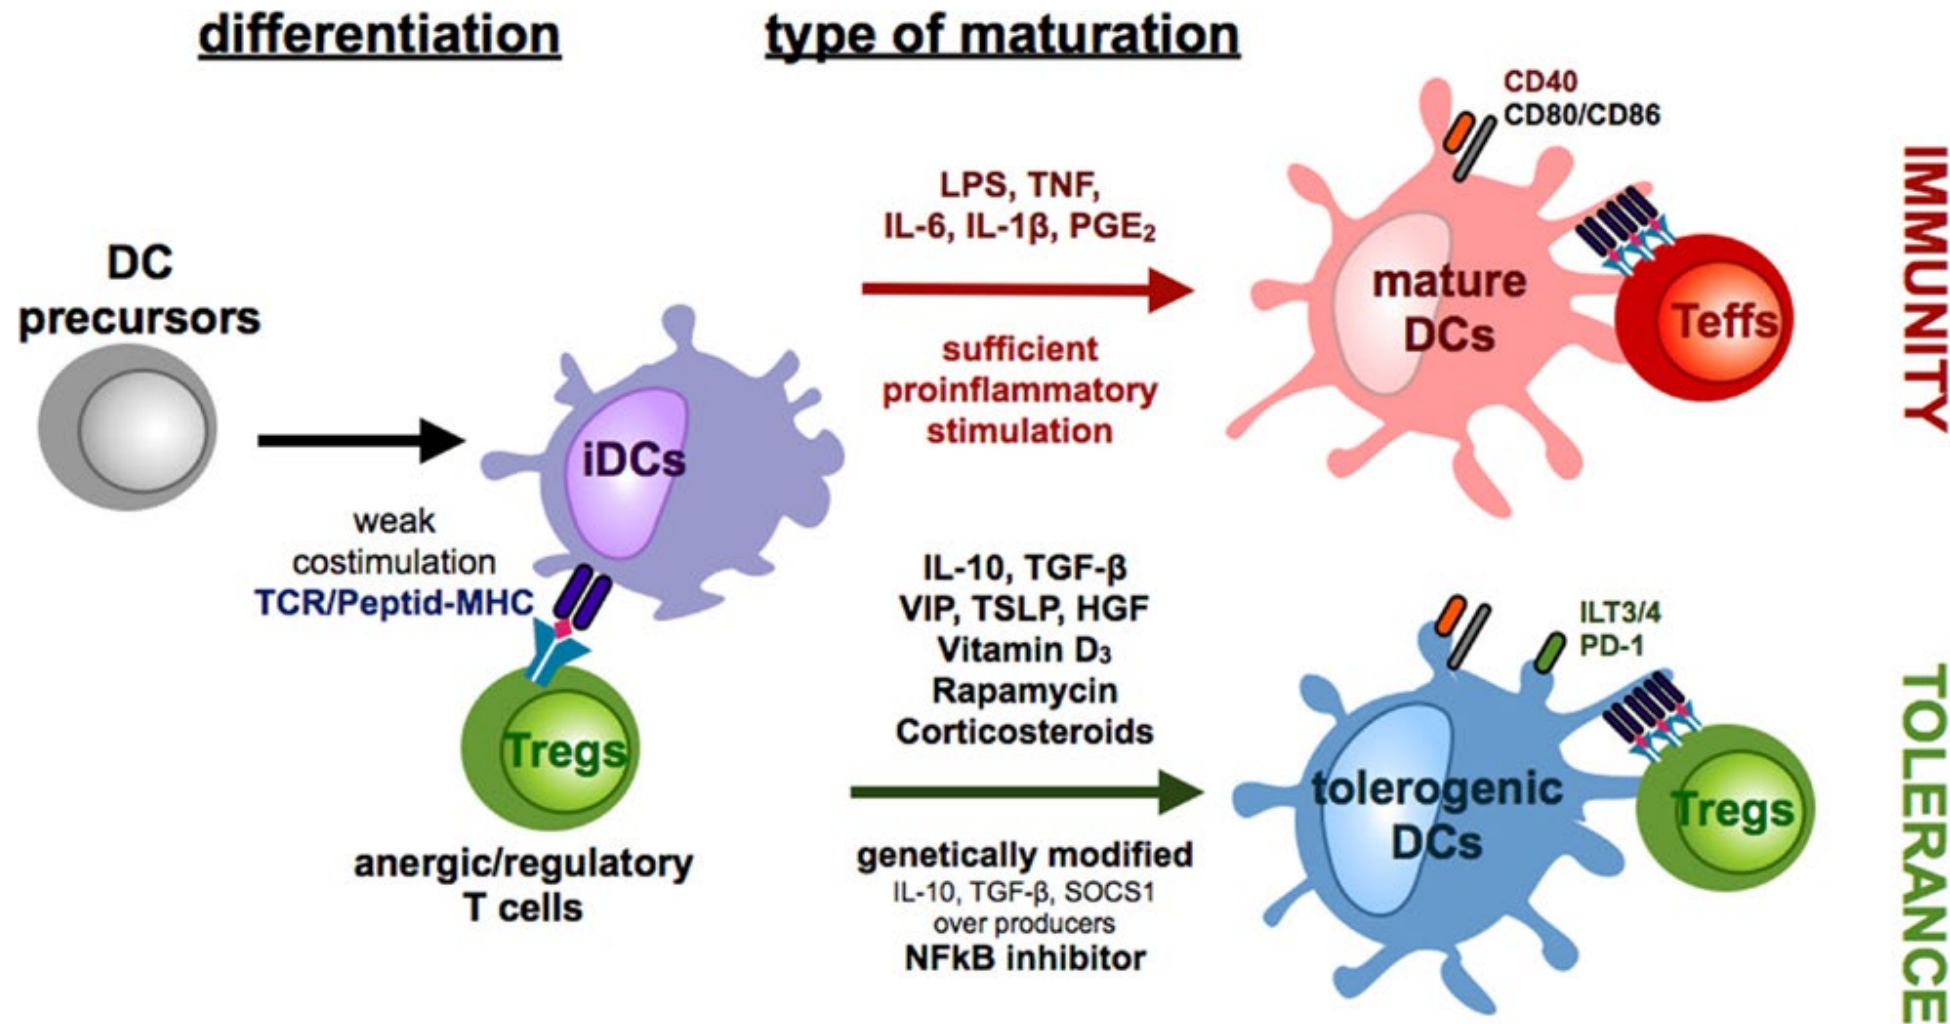 differentiation
type of maturation
DC
precursors
weak
costimulation
TCR/Peptid-MHC
iDCs
Tregs
anergic/regulatory
T cells
LPS, TNF,
IL-6, IL-1β, PGE₂
sufficient
proinflammatory
stimulation
CD40
CD80/CD86
mature
DCs
Teffs
IMMUNITY
IL-10, TGF-β
VIP, TSLP, HGF
Vitamin D₃
Rapamycin
Corticosteroids
genetically modified
IL-10, TGF-β, SOCS1
over producers
NFkB inhibitor
ILT3/4
PD-1
tolerogenic
DCs
Tregs
TOLERANCE